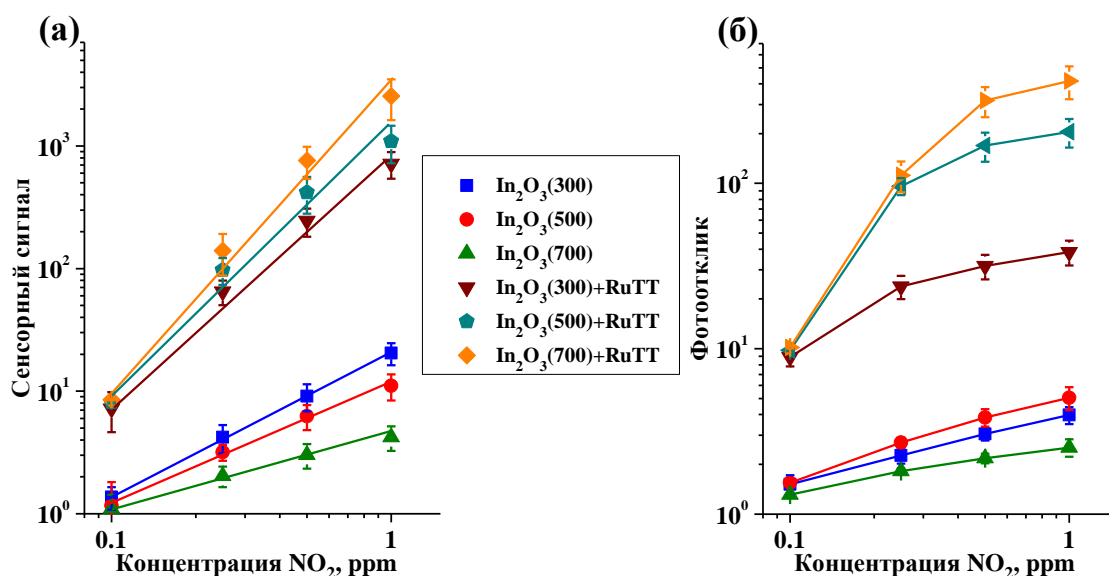 (а)
Сенсорный сигнал
10³
10²
10¹
10⁰
0.1
1
Концентрация NO₂, ppm
In₂O₃(300)
In₂O₃(500)
In₂O₃(700)
In₂O₃(300)+RuTT
In₂O₃(500)+RuTT
In₂O₃(700)+RuTT
(б)
Фотоотклик
10²
10¹
10⁰
0.1
1
Концентрация NO₂, ppm